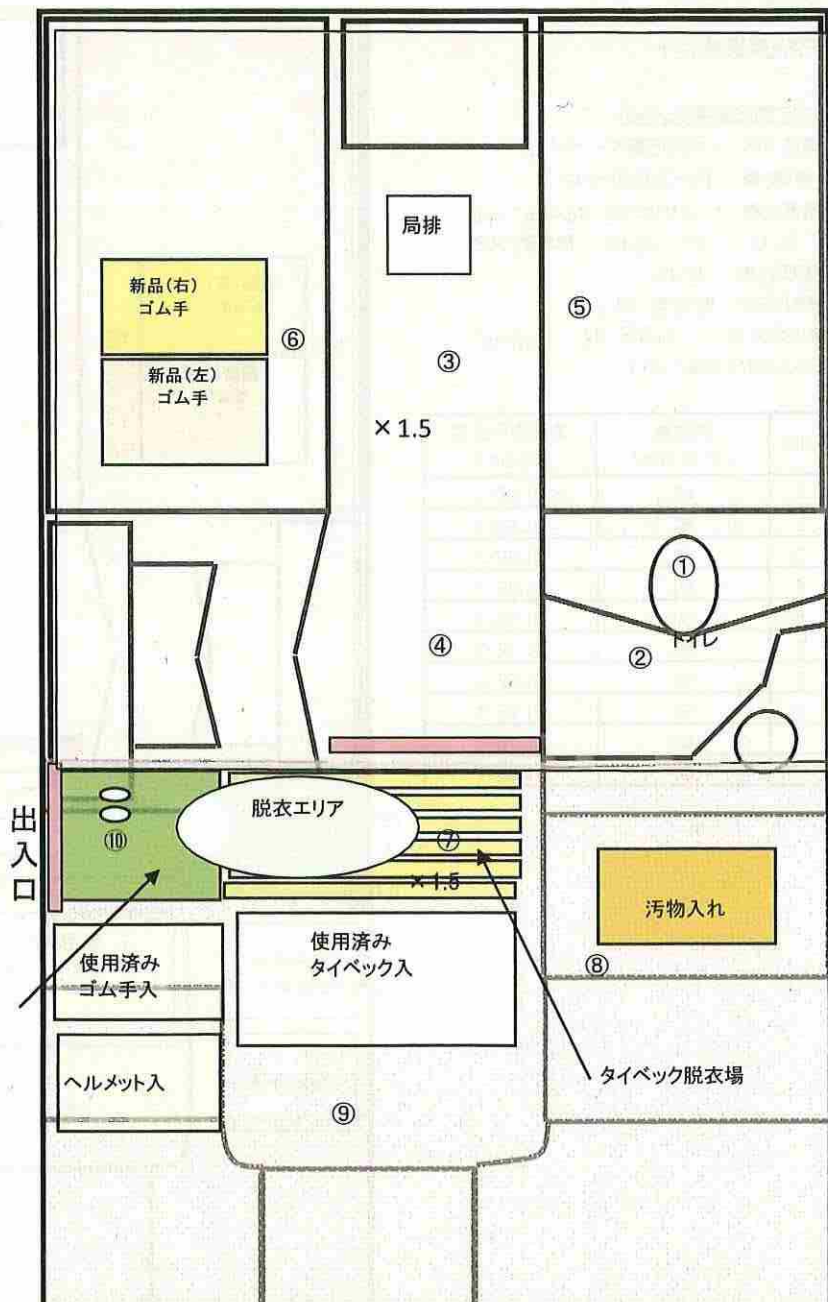 局排
新品(右)
ゴム手
⑥
⑤
③
新品(左)
ゴム手
×1.5
①
トイレ
②
④
出入口
⑩
脱衣エリア
⑦
×1.5
使用済み
ゴム手入
使用済み
タイベック入
汚物入れ
⑧
ヘルメット入
タイベック脱衣場
⑨